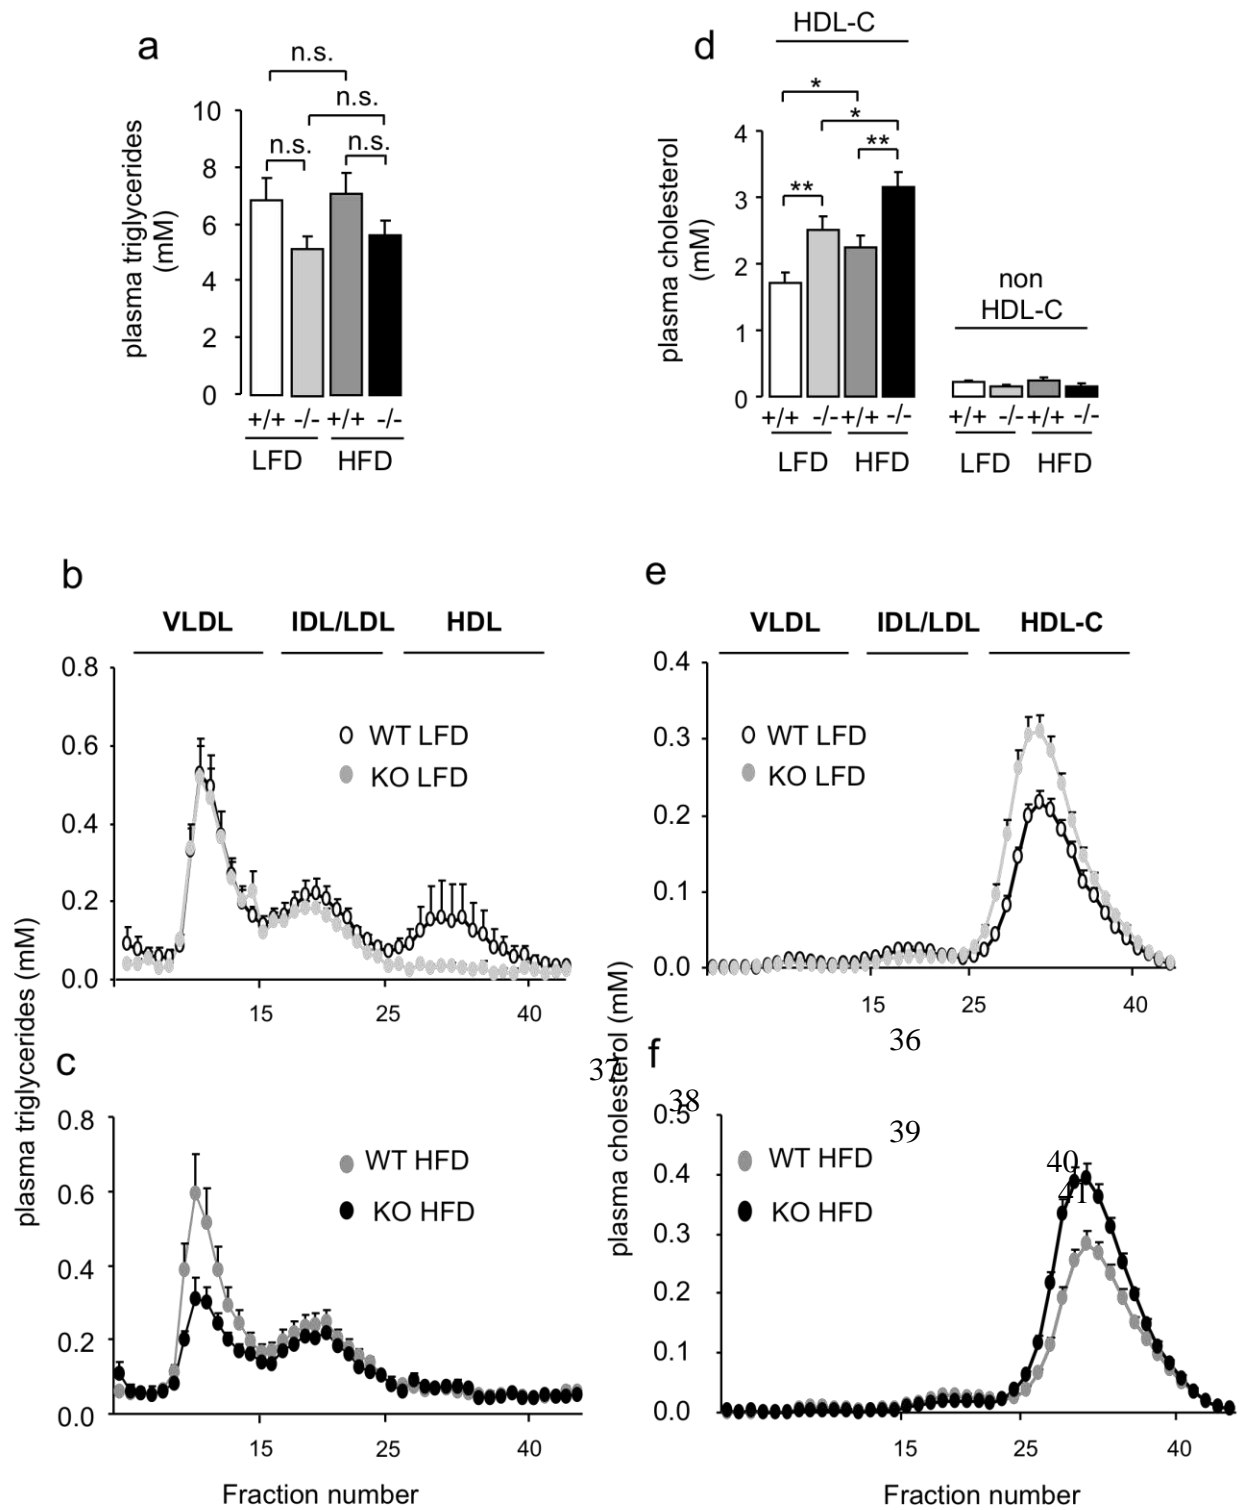 a
n.s.
n.s.
n.s. n.s.
plasma triglycerides
(mM)
10
8
6
4
2
0
+/+ -/- +/+ -/-
LFD HFD
d
HDL-C
*
*
**
**
plasma cholesterol
(mM)
4
3
2
1
0
non
HDL-C
+/+ -/- +/+ -/- +/+ -/- +/+ -/-
LFD HFD LFD HFD
b
VLDL IDL/LDL HDL
0.8
0.6
0.4
0.2
0.0
WT LFD
KO LFD
15 25 40
e
VLDL IDL/LDL HDL-C
0.4
0.3
0.2
0.1
0.0
WT LFD
KO LFD
15 25 40
plasma triglycerides (mM)
plasma cholesterol (mM)
36
37
38
39
40
41
c
0.8
0.6
0.4
0.2
0.0
WT HFD
KO HFD
15 25 40
Fraction number
f
0.5
0.4
0.3
0.2
0.1
0.0
WT HFD
KO HFD
15 25 40
Fraction number